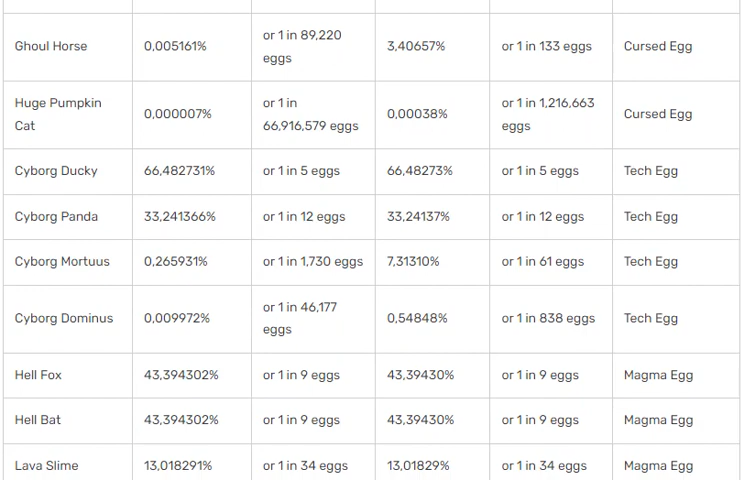 Ghoul Horse 0,005161% or 1 in 89,220 eggs 3,40657% or 1 in 133 eggs Cursed Egg
Huge Pumpkin Cat 0,000007% or 1 in 66,916,579 eggs 0,00038% or 1 in 1,216,663 eggs Cursed Egg
Cyborg Ducky 66,482731% or 1 in 5 eggs 66,48273% or 1 in 5 eggs Tech Egg
Cyborg Panda 33,241366% or 1 in 12 eggs 33,24137% or 1 in 12 eggs Tech Egg
Cyborg Mortuus 0,265931% or 1 in 1,730 eggs 7,31310% or 1 in 61 eggs Tech Egg
Cyborg Dominus 0,009972% or 1 in 46,177 eggs 0,54848% or 1 in 838 eggs Tech Egg
Hell Fox 43,394302% or 1 in 9 eggs 43,39430% or 1 in 9 eggs Magma Egg
Hell Bat 43,394302% or 1 in 9 eggs 43,39430% or 1 in 9 eggs Magma Egg
Lava Slime 13,018291% or 1 in 34 eggs 13,01829% or 1 in 34 eggs Magma Egg